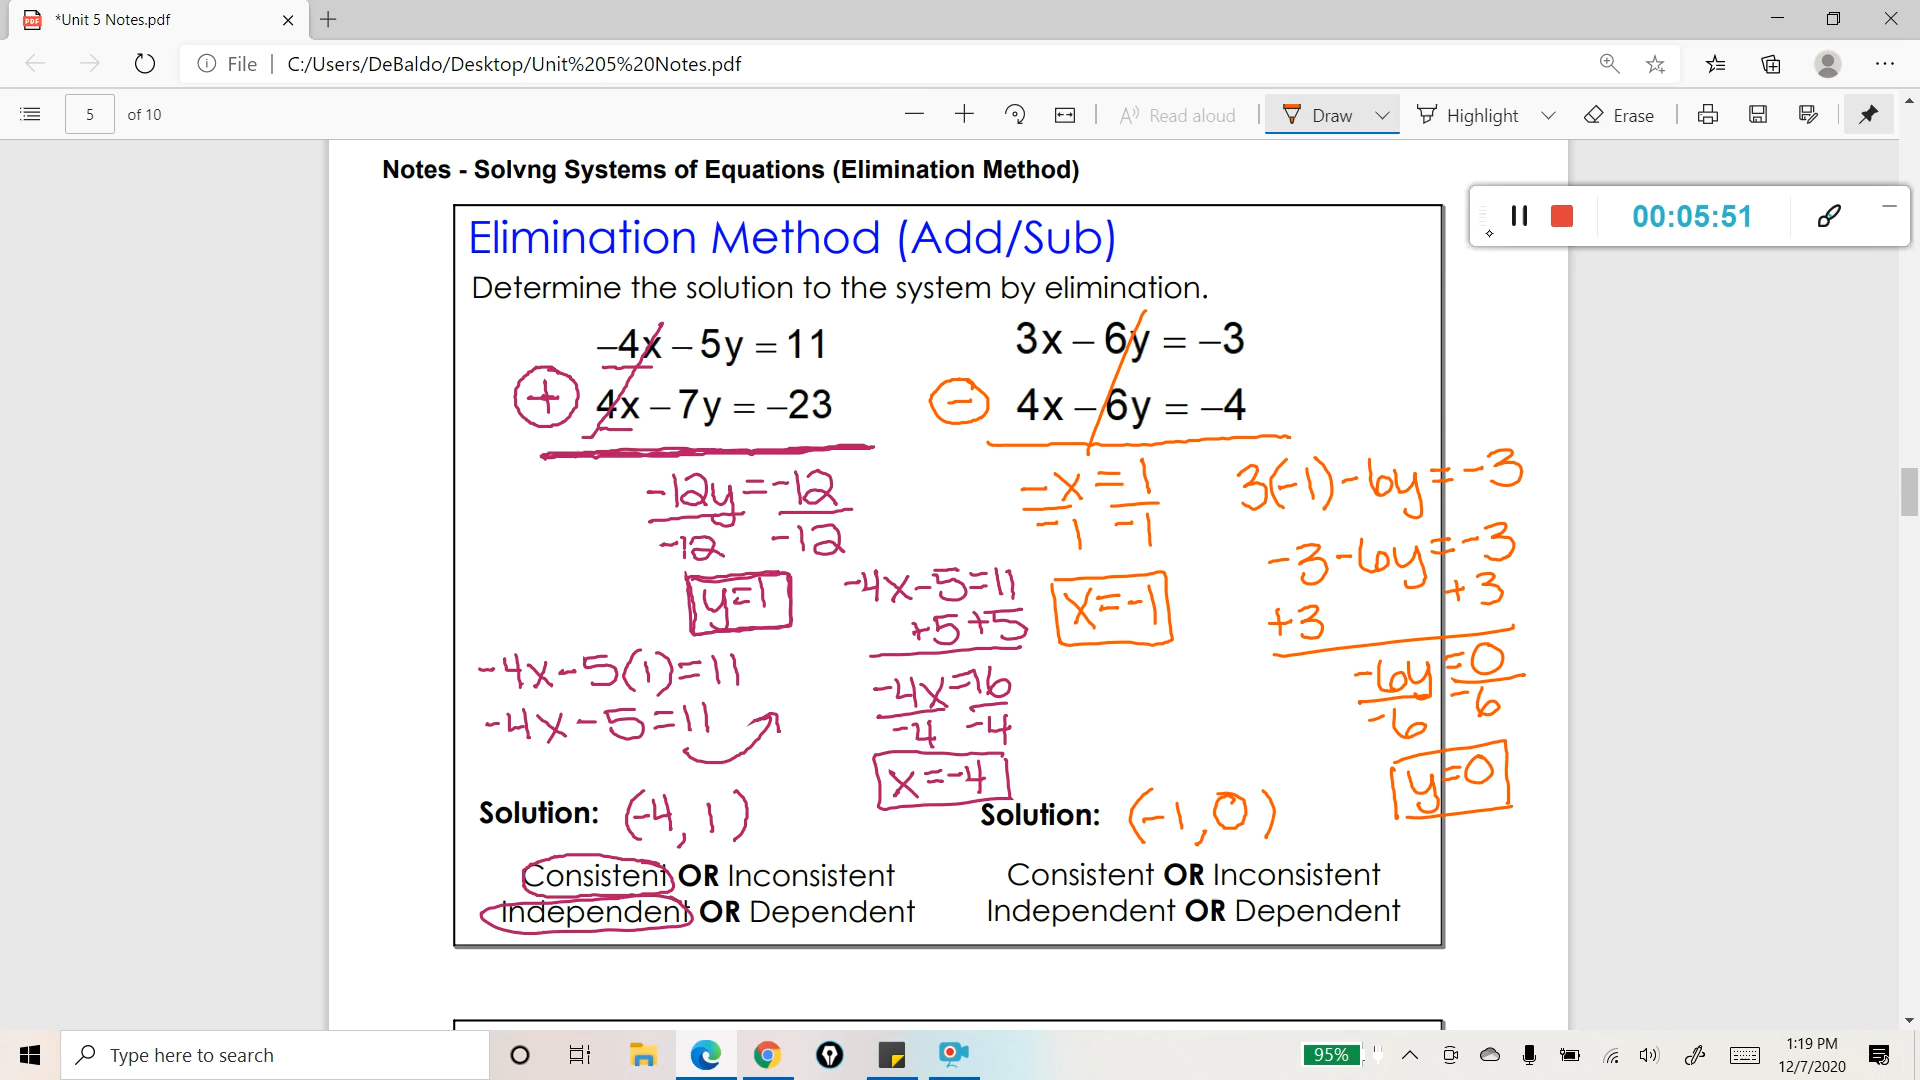 *Unit 5 Notes.pdf
File | C:/Users/DeBaldo/Desktop/Unit%205%20Notes.pdf
5 of 10
Read aloud
Draw
Highlight
Erase
Notes - Solvng Systems of Equations (Elimination Method)
00:05:51
Elimination Method (Add/Sub)
Determine the solution to the system by elimination.
−4x − 5y = 11
+ 4x − 7y = −23
-12y = -12
-12 -12
y=1
-4x-5(1)=11
-4x-5=11
-4x-5=11
+5 +5
-4x=16
-4 -4
x=-4
Solution: (-4, 1)
Consistent OR Inconsistent
Independent OR Dependent
3x − 6y = −3
- 4x − 6y = −4
-x = 1
-1 -1
x=-1
3(-1)-6y=-3
-3-6y=-3
+3 +3
-6y=0
-6 -6
y=0
Solution: (-1, 0)
Consistent OR Inconsistent
Independent OR Dependent
Type here to search
95%
1:19 PM
12/7/2020